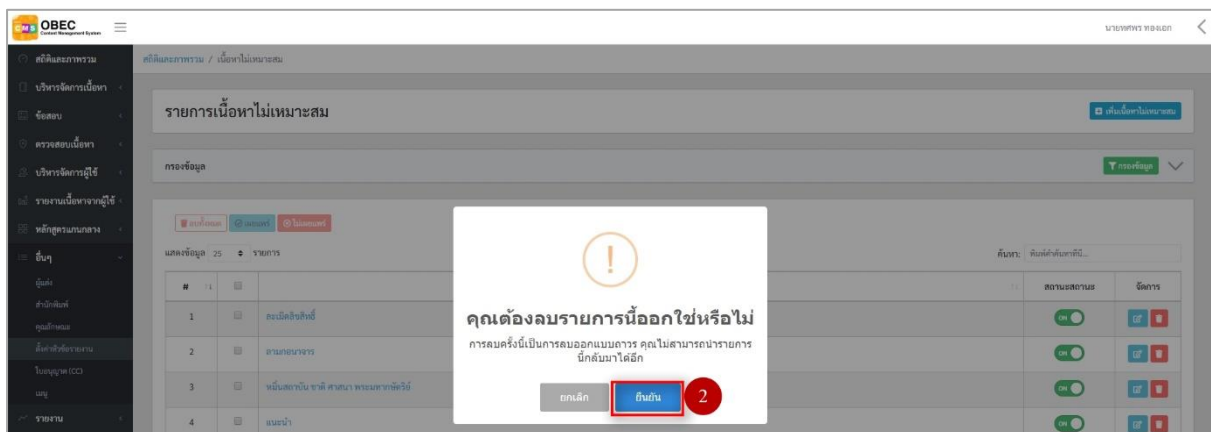 CMS OBEC
Content Management System
นายทศพร ทองเอก
สถิติและภาพรวม
สถิติและภาพรวม / เนื้อหาไม่เหมาะสม
บริหารจัดการเนื้อหา
รายการเนื้อหาไม่เหมาะสม
เพิ่มเนื้อหาไม่เหมาะสม
ข้อสอบ
ตรวจสอบเนื้อหา
กรองข้อมูล
กรองข้อมูล
บริหารจัดการผู้ใช้
รายงานเนื้อหาจากผู้ใช้
ลบทั้งหมด
เผยแพร่
ไม่เผยแพร่
หลักสูตรแกนกลาง
อื่นๆ
แสดงข้อมูล 25 รายการ
ค้นหา: พิมพ์คำค้นหาที่นี่...
ผู้แต่ง
สำนักพิมพ์
คุณลักษณะ
ตั้งค่าหัวข้อรายงาน
ใบอนุญาต (CC)
เมนู
รายงาน
# สถานะสถานะ จัดการ
1 ละเมิดลิขสิทธิ์ ON
2 ลามกอนาจาร ON
3 หมิ่นสถาบัน ชาติ ศาสนา พระมหากษัตริย์ ON
4 แนะนำ ON
!
คุณต้องลบรายการนี้ออกใช่หรือไม่
การลบครั้งนี้เป็นการลบออกแบบถาวร คุณไม่สามารถนำรายการ
นี้กลับมาได้อีก
ยกเลิก
ยืนยัน
2